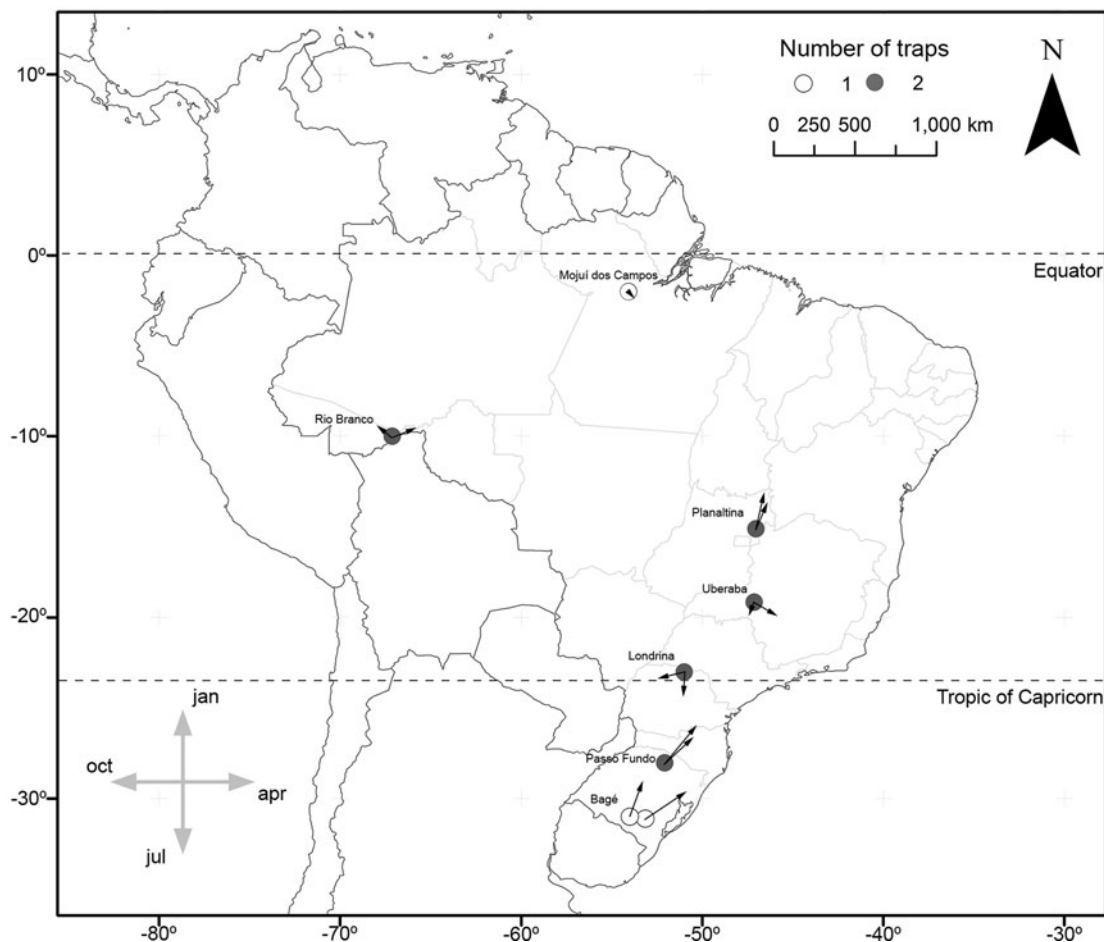 Number of traps
1 2
0 250 500 1,000 km
N
10º
0º
-10º
-20º
-30º
Equator
Mojuí dos Campos
Rio Branco
Planaltina
Uberaba
Londrina
Tropic of Capricorn
Passo Fundo
Bagé
jan
oct
apr
jul
-80º -70º -60º -50º -40º -30º